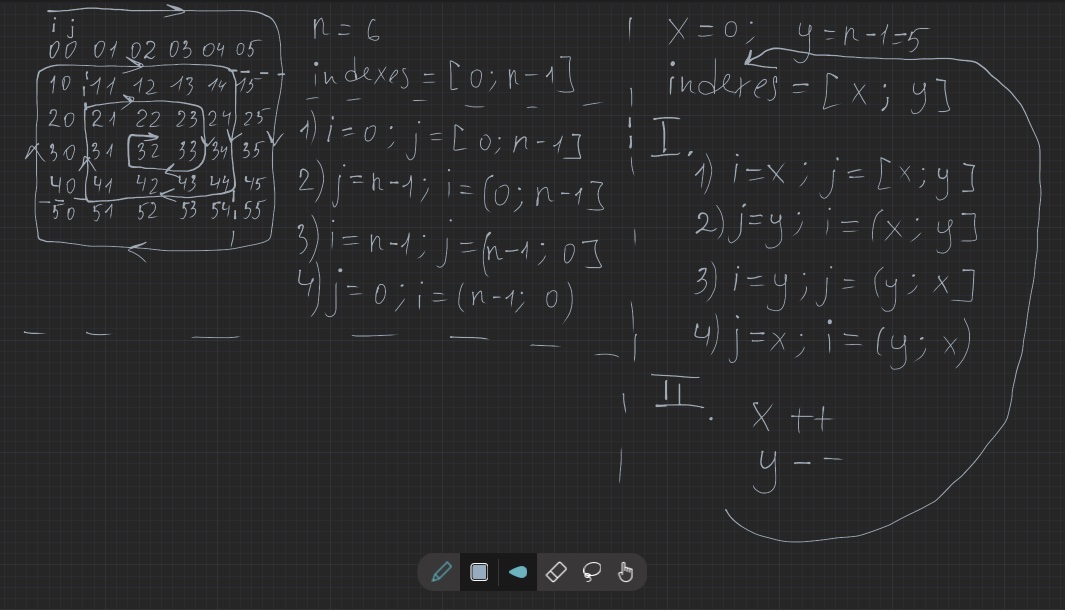 i j
00 01 02 03 04 05
10 11 12 13 14 15
20 21 22 23 24 25
30 31 32 33 34 35
40 41 42 43 44 45
50 51 52 53 54 55
n = 6
indexes = [0; n-1]
1) i=0; j=[0; n-1]
2) j=n-1; i=(0; n-1]
3) i=n-1; j=(n-1; 0]
4) j=0; i=(n-1; 0)
x=0; y=n-1=5
indexes = [x; y]
I.
1) i=x; j=[x; y]
2) j=y; i=(x; y]
3) i=y; j=(y; x]
4) j=x; i=(y; x)
II.
x ++
y --